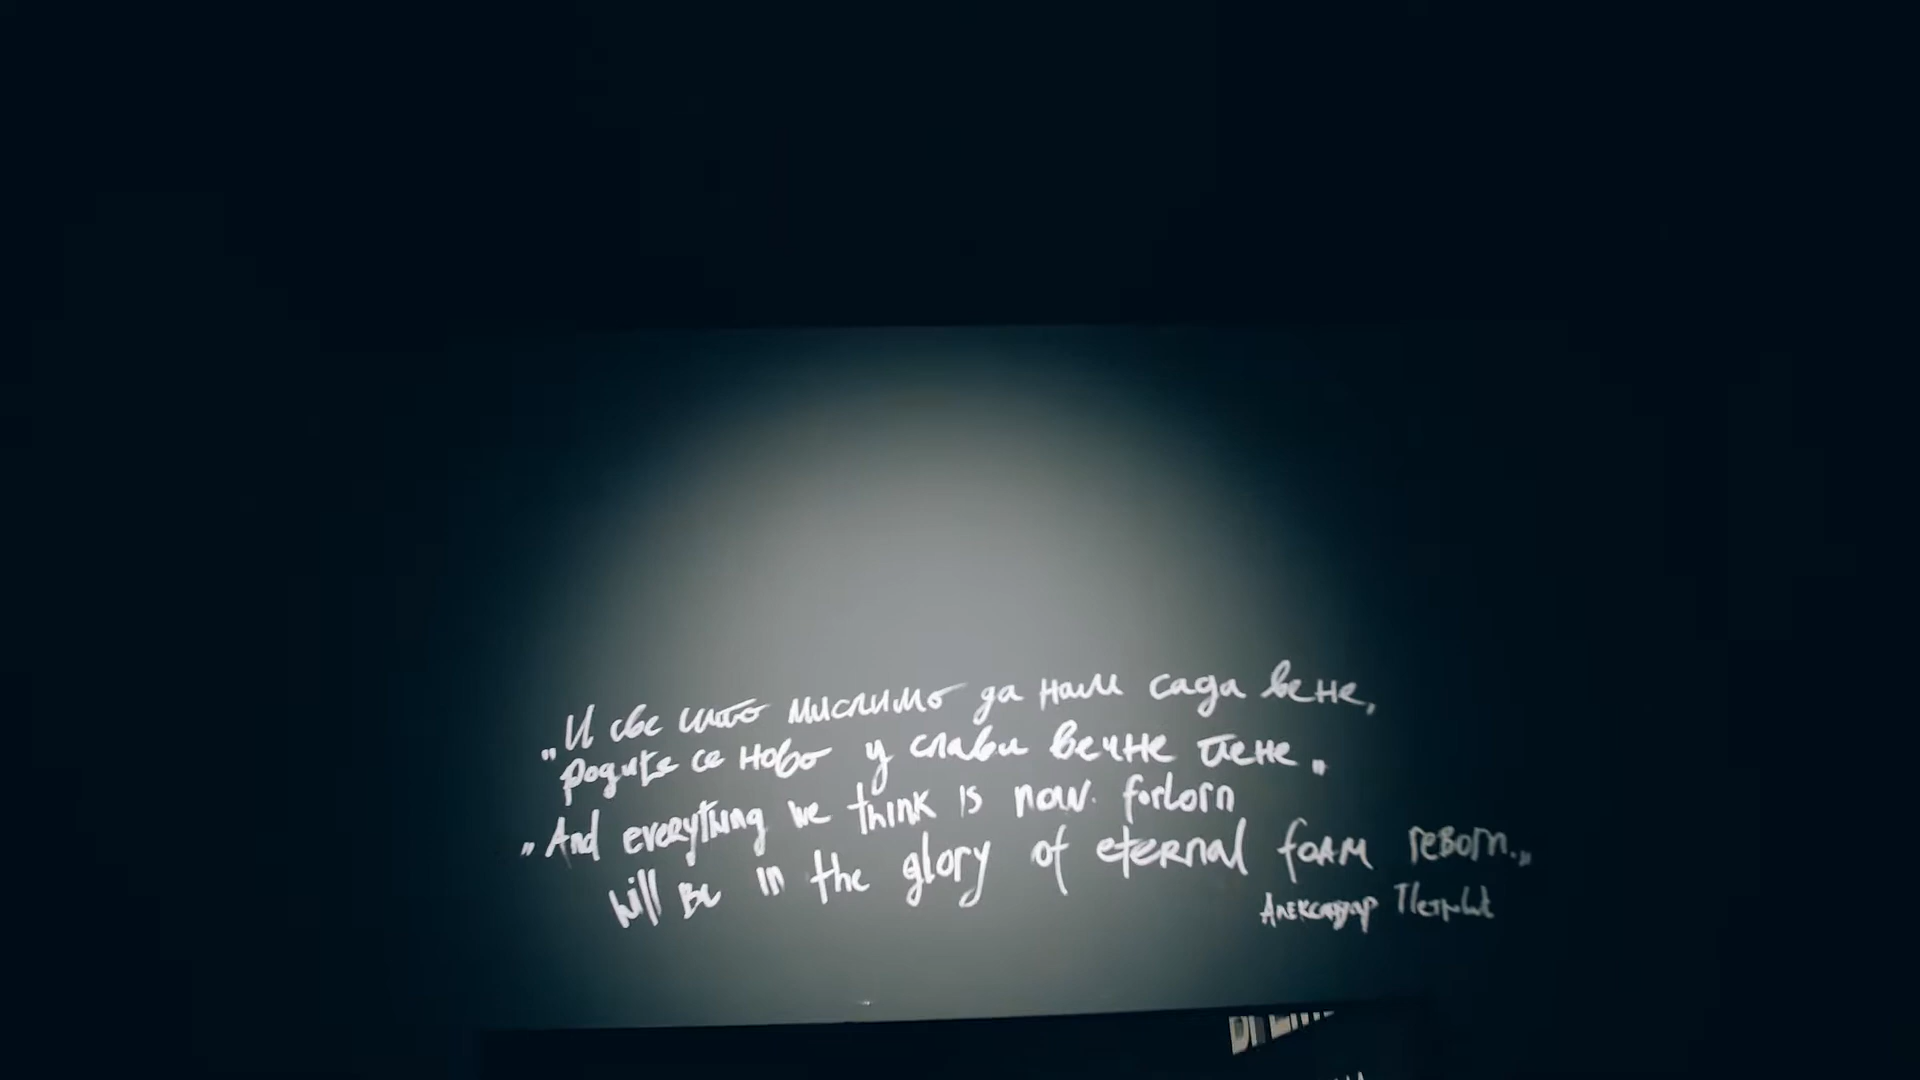 „И све што мислимо да нам сада вене,
родиће се ново у слави вечне пене„
„And everything we think is now forlorn
will be in the glory of eternal foam reborn.„
Александар Петровић